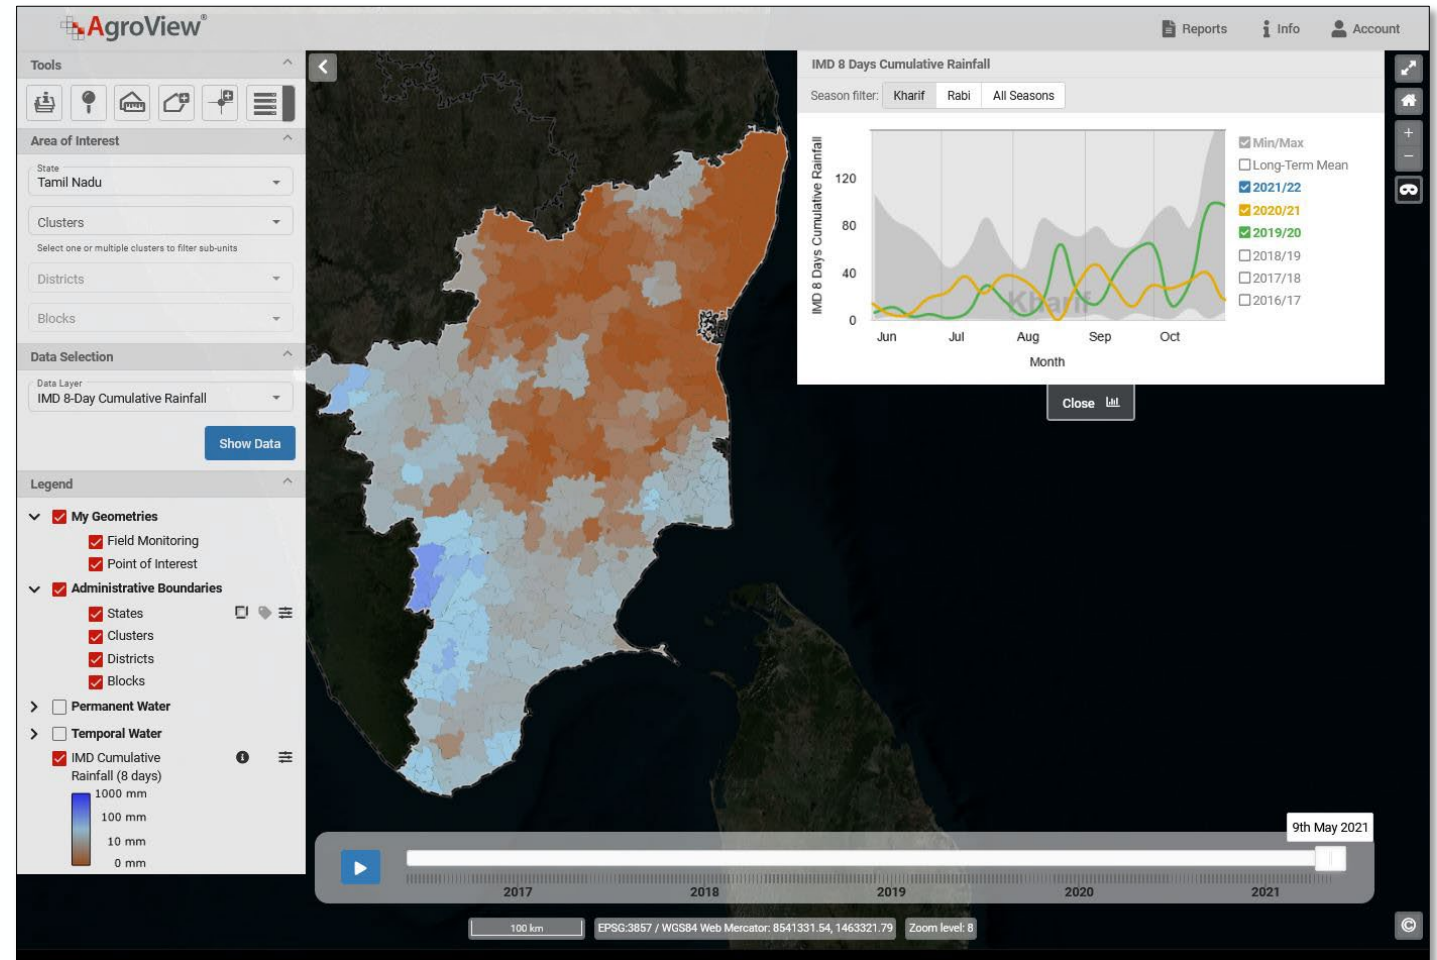 AgroView®
Reports
Info
Account
Tools
Area of Interest
State
Tamil Nadu
Clusters
Select one or multiple clusters to filter sub-units
Districts
Blocks
Data Selection
Data Layer
IMD 8-Day Cumulative Rainfall
Show Data
Legend
My Geometries
Field Monitoring
Point of Interest
Administrative Boundaries
States
Clusters
Districts
Blocks
Permanent Water
Temporal Water
IMD Cumulative
Rainfall (8 days)
1000 mm
100 mm
10 mm
0 mm
IMD 8 Days Cumulative Rainfall
Season filter: Kharif Rabi All Seasons
IMD 8 Days Cumulative Rainfall
120
80
40
0
Kharif
Jun Jul Aug Sep Oct
Month
Min/Max
Long-Term Mean
2021/22
2020/21
2019/20
2018/19
2017/18
2016/17
Close
9th May 2021
2017 2018 2019 2020 2021
100 km
EPSG:3857 / WGS84 Web Mercator: 8541331.54, 1463321.79
Zoom level: 8
©